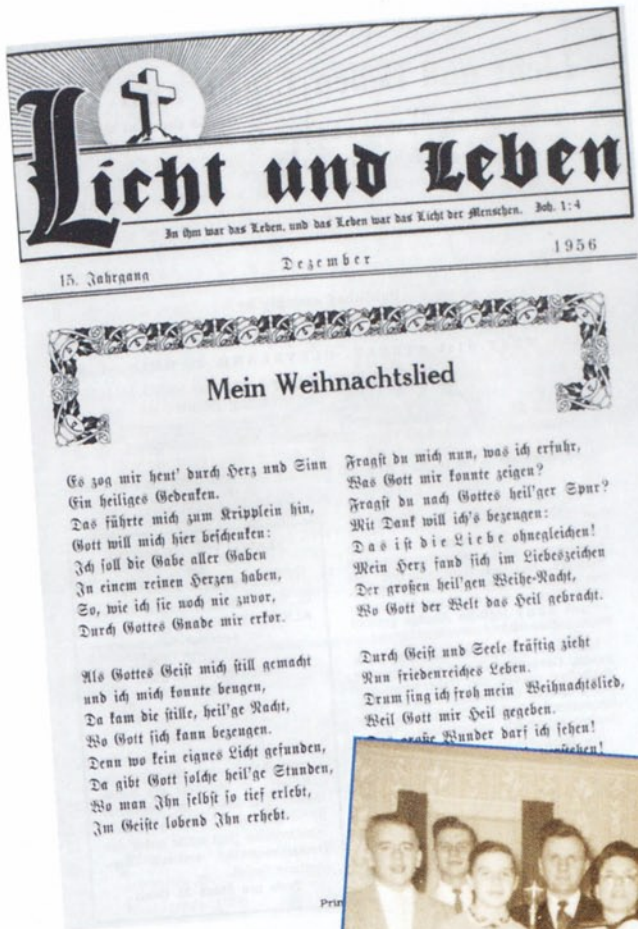 Licht und Leben
In ihm war das Leben, und das Leben war das Licht der Menschen. Joh. 1:4
15. Jahrgang
Dezember
1956
Mein Weihnachtslied
Es zog mir heut' durch Herz und Sinn
Ein heiliges Gedenken.
Das führte mich zum Kripplein hin,
Gott will mich hier beschenken:
Ich soll die Gabe aller Gaben
In einem reinen Herzen haben,
So, wie ich sie noch nie zuvor,
Durch Gottes Gnade mir erkor.
Als Gottes Geist mich still gemacht
und ich mich konnte beugen,
Da kam die stille, heil'ge Nacht,
Wo Gott sich kann bezeugen.
Denn wo kein eignes Licht gefunden,
Da gibt Gott solche heil'ge Stunden,
Wo man Ihn selbst so tief erlebt,
Im Geiste lobend Ihn erhebt.
Fragst du mich nun, was ich erfuhr,
Was Gott mir konnte zeigen?
Fragst du nach Gottes heil'ger Spur?
Mit Dank will ich's bezeugen:
Das ist die Liebe ohnegleichen!
Mein Herz fand sich im Liebeszeichen
Der großen heil'gen Weihe-Nacht,
Wo Gott der Welt das Heil gebracht.
Durch Geist und Seele kräftig zieht
Nun friedenreiches Leben.
Drum sing ich froh mein Weihnachtslied,
Weil Gott mir Heil gegeben.
große Wunder darf ich sehen!